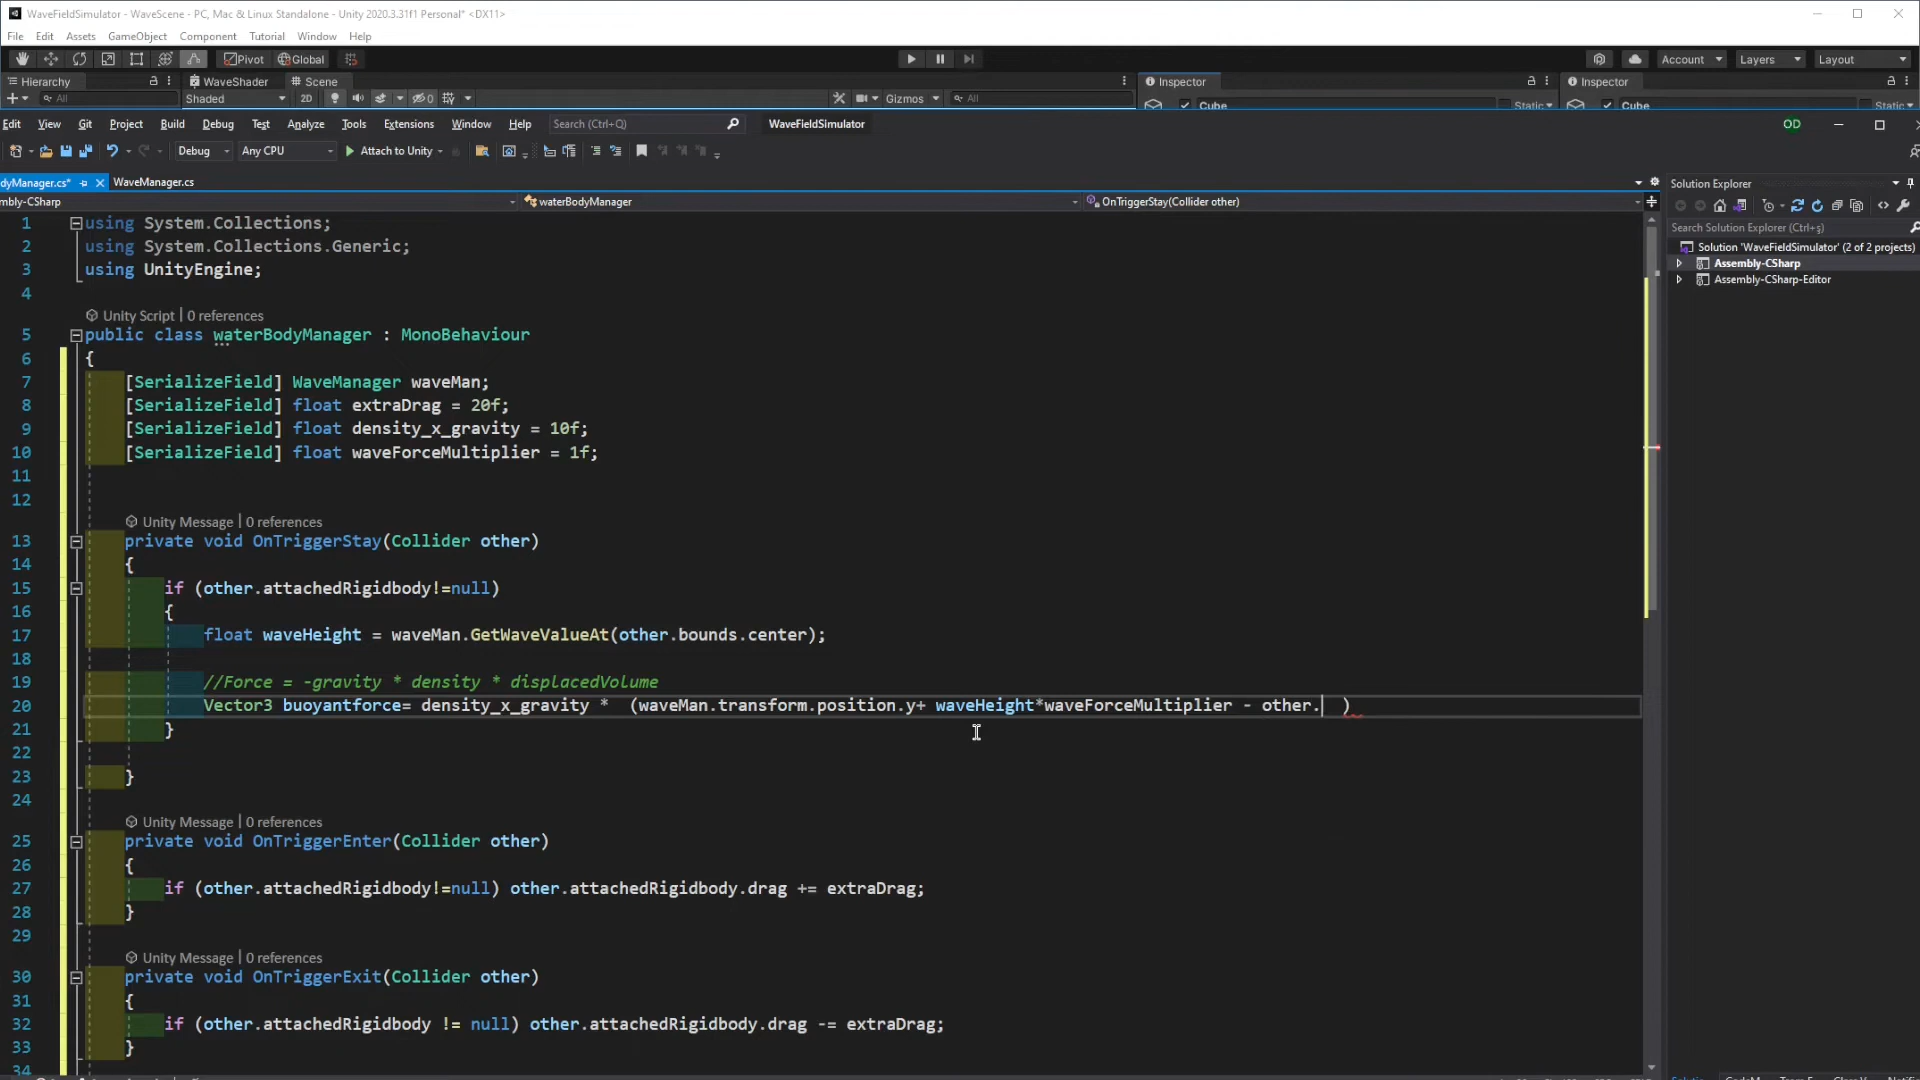 WaveFieldSimulator - WaveScene - PC, Mac & Linux Standalone - Unity 2020.3.31f1 Personal* <DX11>
File Edit Assets GameObject Component Tutorial Window Help
Pivot Global Account Layers Layout
Hierarchy WaveShader Scene Inspector Inspector
All Shaded 2D 0 Gizmos All Cube Static Cube Static
Edit View Git Project Build Debug Test Analyze Tools Extensions Window Help Search (Ctrl+Q) WaveFieldSimulator OD
Debug Any CPU Attach to Unity
dyManager.cs* WaveManager.cs
mbly-CSharp waterBodyManager OnTriggerStay(Collider other)
1 using System.Collections;
2 using System.Collections.Generic;
3 using UnityEngine;
4
Unity Script | 0 references
5 public class waterBodyManager : MonoBehaviour
6 {
7 [SerializeField] WaveManager waveMan;
8 [SerializeField] float extraDrag = 20f;
9 [SerializeField] float density_x_gravity = 10f;
10 [SerializeField] float waveForceMultiplier = 1f;
11
12
Unity Message | 0 references
13 private void OnTriggerStay(Collider other)
14 {
15 if (other.attachedRigidbody!=null)
16 {
17 float waveHeight = waveMan.GetWaveValueAt(other.bounds.center);
18
19 //Force = -gravity * density * displacedVolume
20 Vector3 buoyantforce= density_x_gravity * (waveMan.transform.position.y+ waveHeight*waveForceMultiplier - other. )
21 }
22
23 }
24
Unity Message | 0 references
25 private void OnTriggerEnter(Collider other)
26 {
27 if (other.attachedRigidbody!=null) other.attachedRigidbody.drag += extraDrag;
28 }
29
Unity Message | 0 references
30 private void OnTriggerExit(Collider other)
31 {
32 if (other.attachedRigidbody != null) other.attachedRigidbody.drag -= extraDrag;
33 }
34
Solution Explorer
Search Solution Explorer (Ctrl+ş)
Solution 'WaveFieldSimulator' (2 of 2 projects)
Assembly-CSharp
Assembly-CSharp-Editor